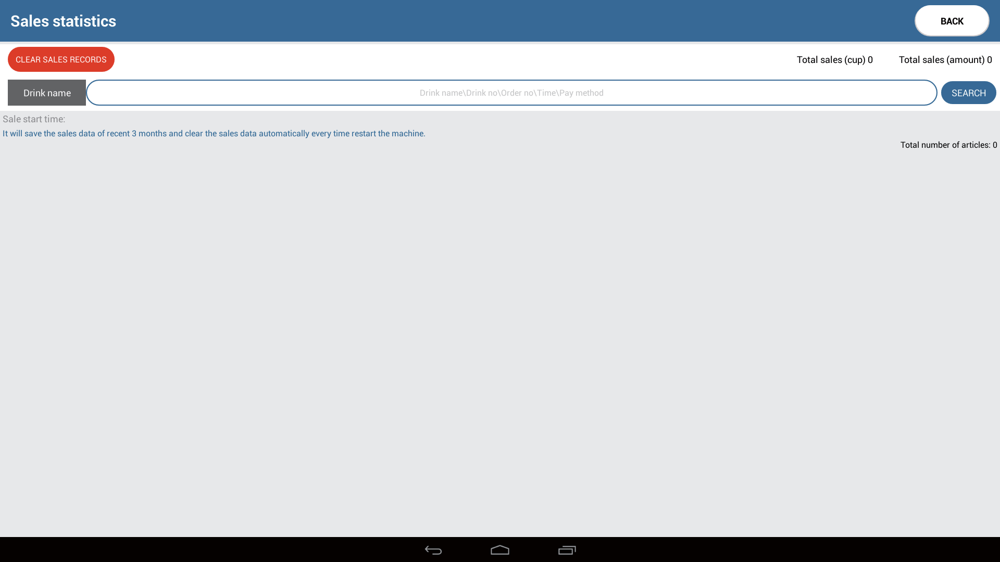 Sales statistics
BACK
CLEAR SALES RECORDS
Total sales (cup) 0
Total sales (amount) 0
Drink name
Drink name\Drink no\Order no\Time\Pay method
SEARCH
Sale start time:
It will save the sales data of recent 3 months and clear the sales data automatically every time restart the machine.
Total number of articles: 0